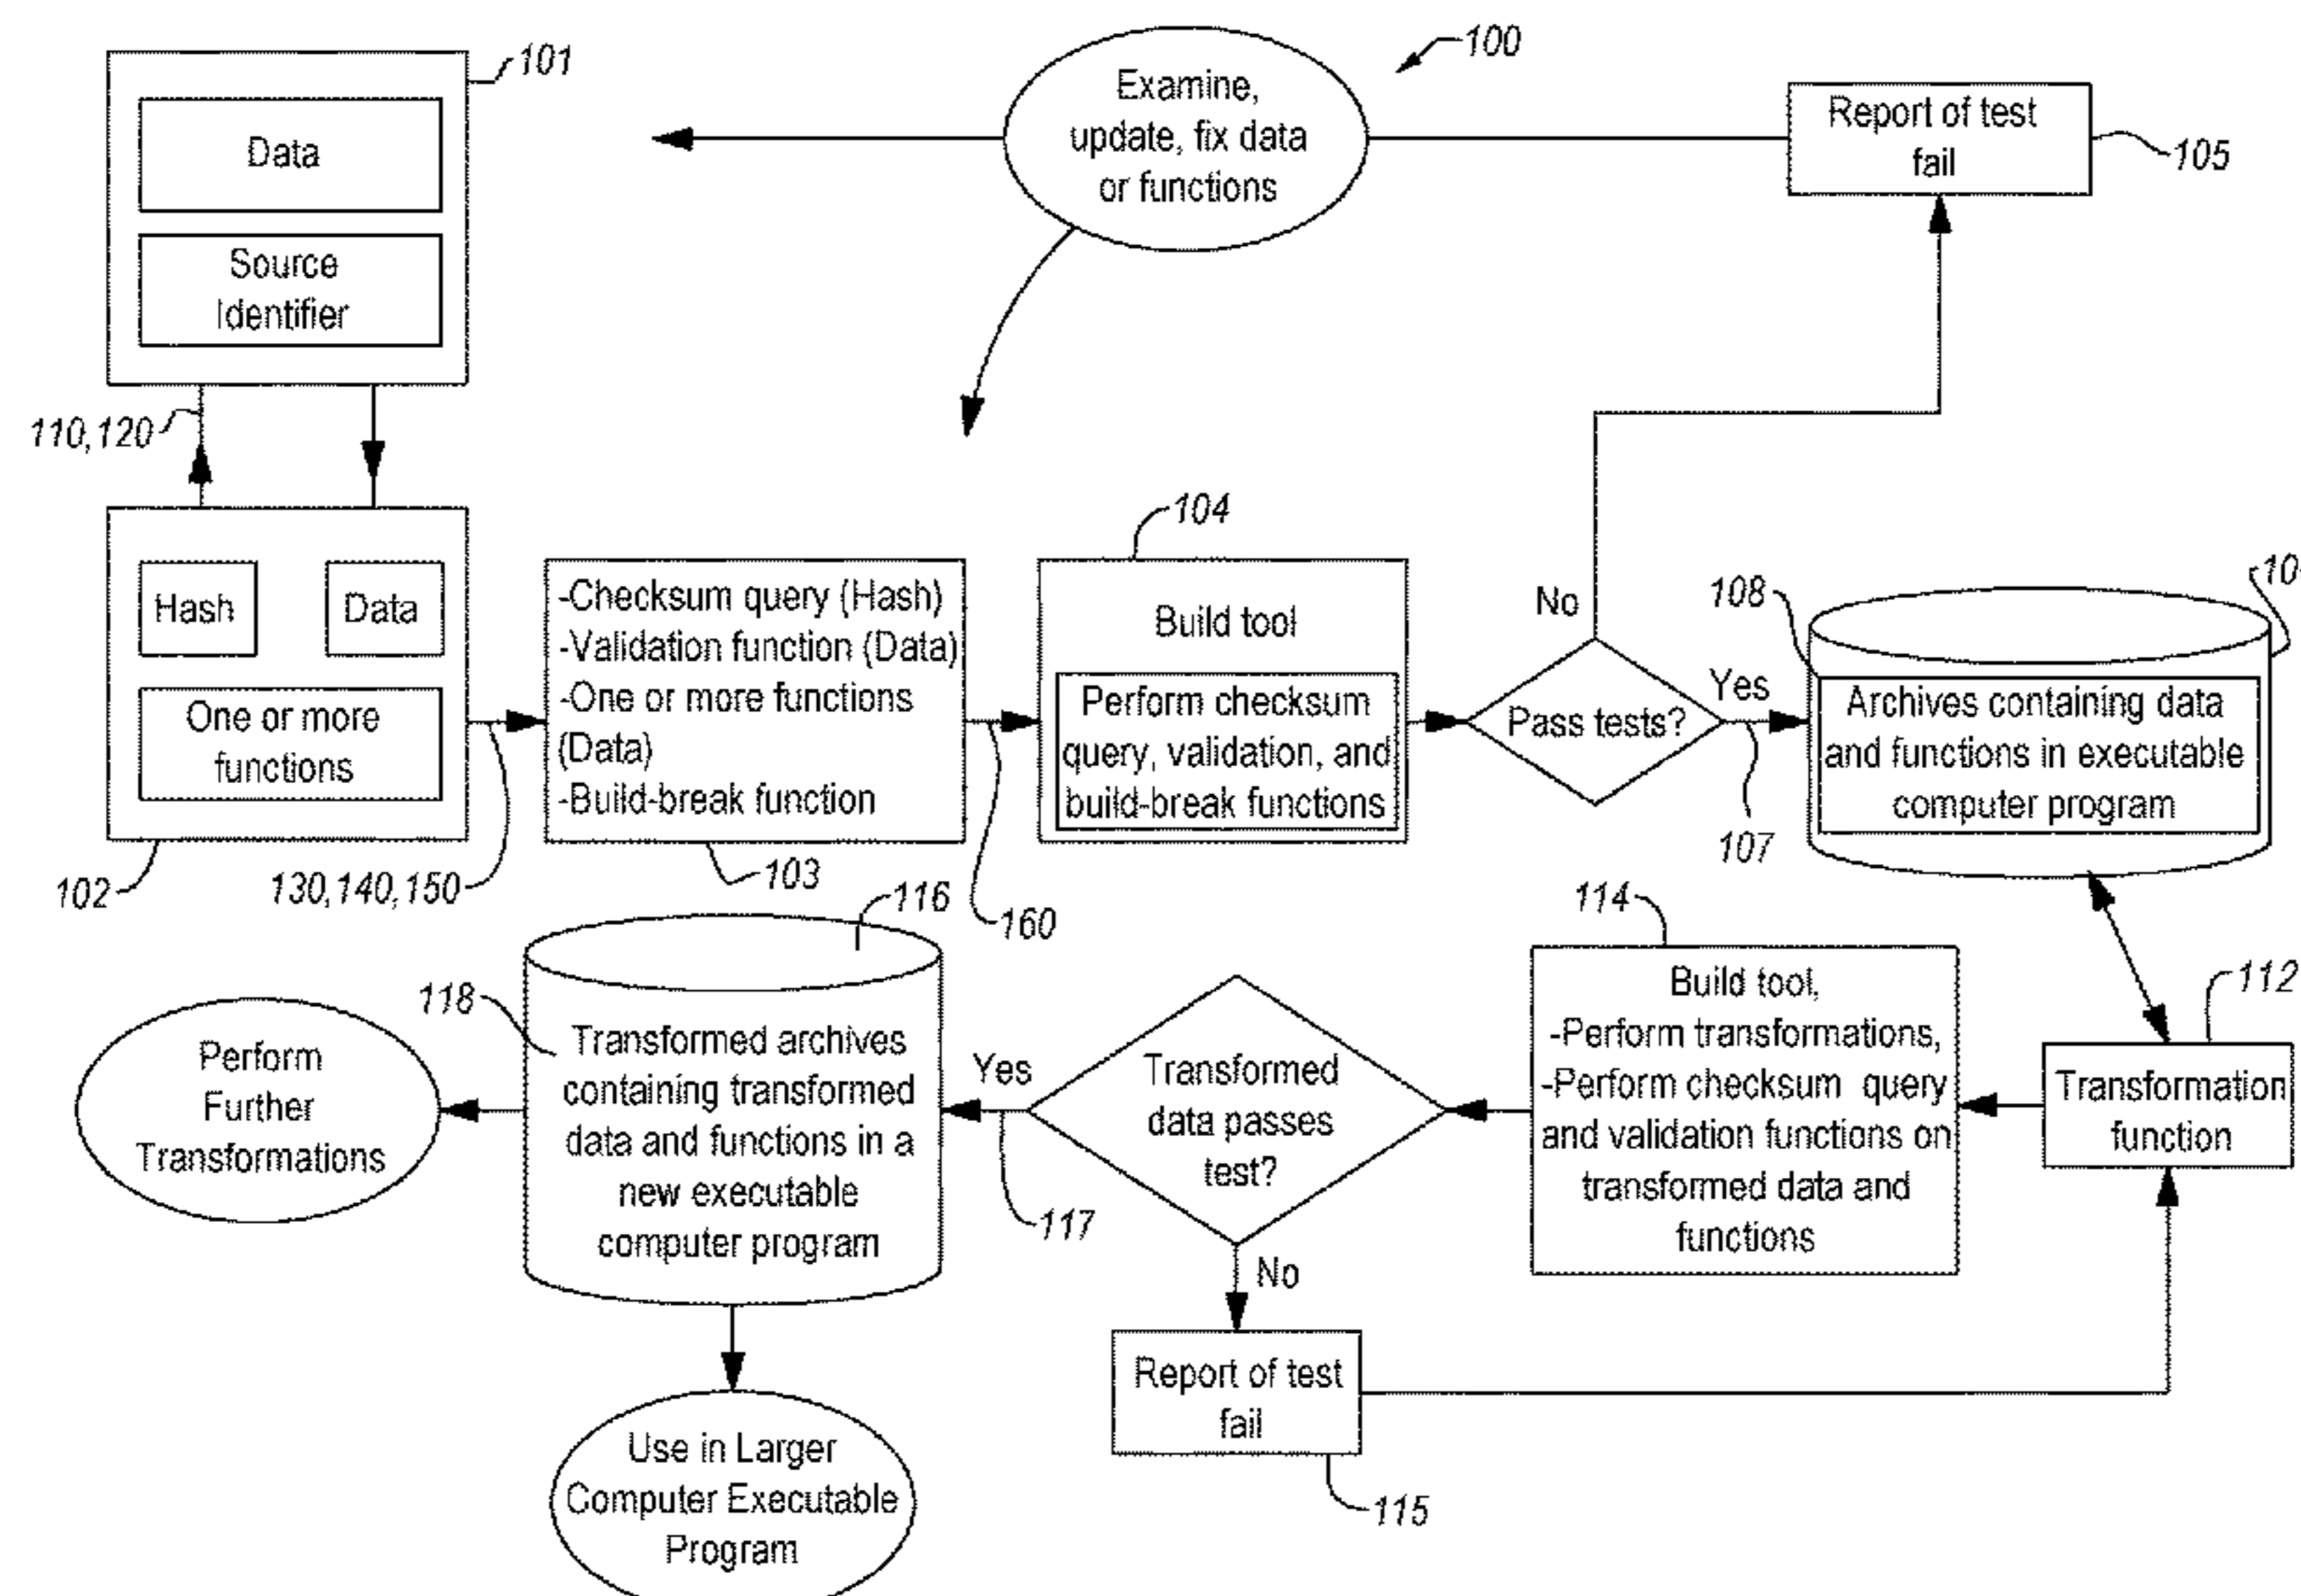 101
Data
Source
Identifier
100
Examine,
update, fix data
or functions
Report of test
fail
105
110,120
Hash
Data
One or more
functions
102
130,140,150
-Checksum query (Hash)
-Validation function (Data)
-One or more functions
(Data)
-Build-break function
103
160
104
Build tool
Perform checksum
query, validation, and
build-break functions
No
Pass tests?
Yes
107
108
Archives containing data
and functions in executable
computer program
112
Transformation
function
114
Build tool,
-Perform transformations,
-Perform checksum query
and validation functions on
transformed data and
functions
Transformed
data passes
test?
Yes
117
No
Report of test
fail
115
116
118
Transformed archives
containing transformed
data and functions in a
new executable
computer program
Perform
Further
Transformations
Use in Larger
Computer Executable
Program